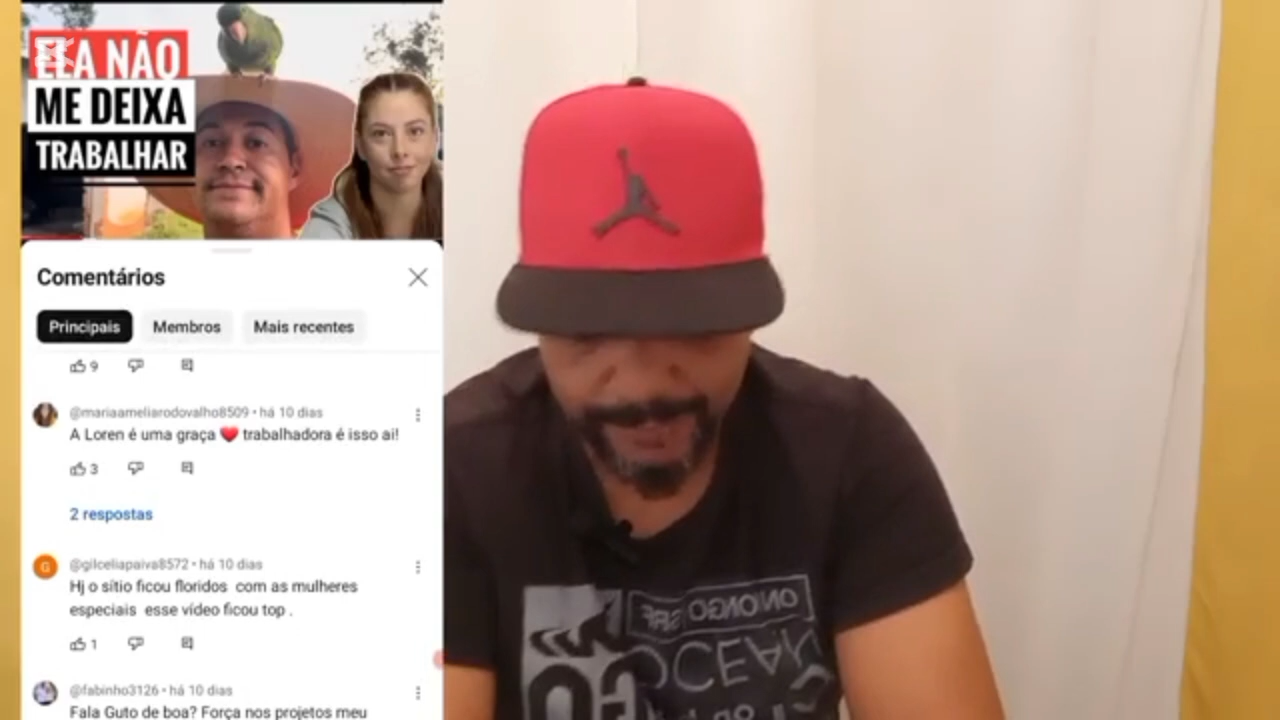 ELA NÃO
ME DEIXA
TRABALHAR
Comentários
Principais
Membros
Mais recentes
9
@mariaameliarodovalho8509 • há 10 dias
A Loren é uma graça ❤️ trabalhadora é isso ai!
3
2 respostas
G
@gilceliapaiva8572 • há 10 dias
Hj o sítio ficou floridos com as mulheres
especiais esse vídeo ficou top .
1
@fabinho3126 • há 10 dias
Fala Guto de boa? Força nos projetos meu
ONONGO
OCEAN